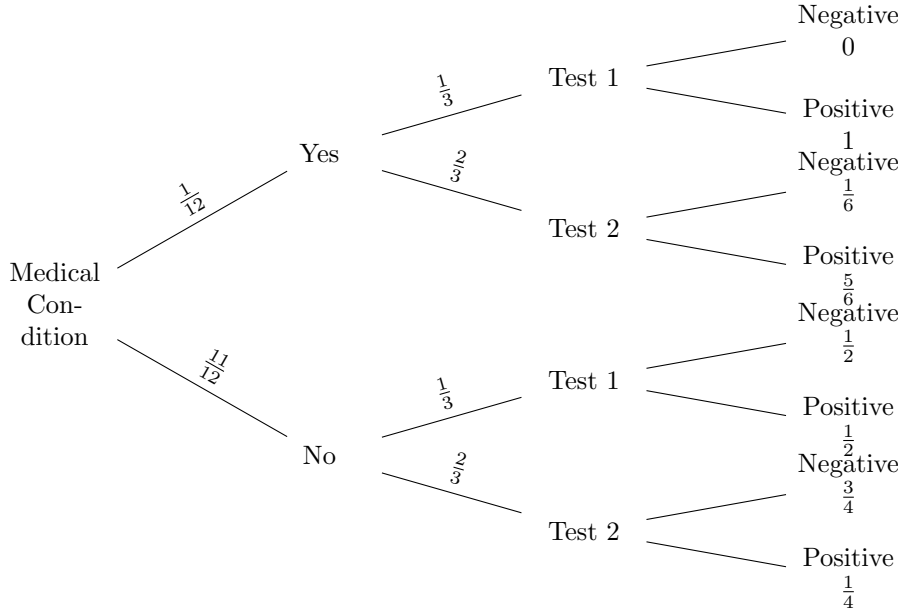 Negative
0
1/3
Test 1
Positive
1
Yes
1/12
2/3
Negative
1/6
Test 2
Positive
5/6
Medical
Con-
dition
Negative
1/2
11/12
1/3
Test 1
Positive
1/2
No
2/3
Negative
3/4
Test 2
Positive
1/4